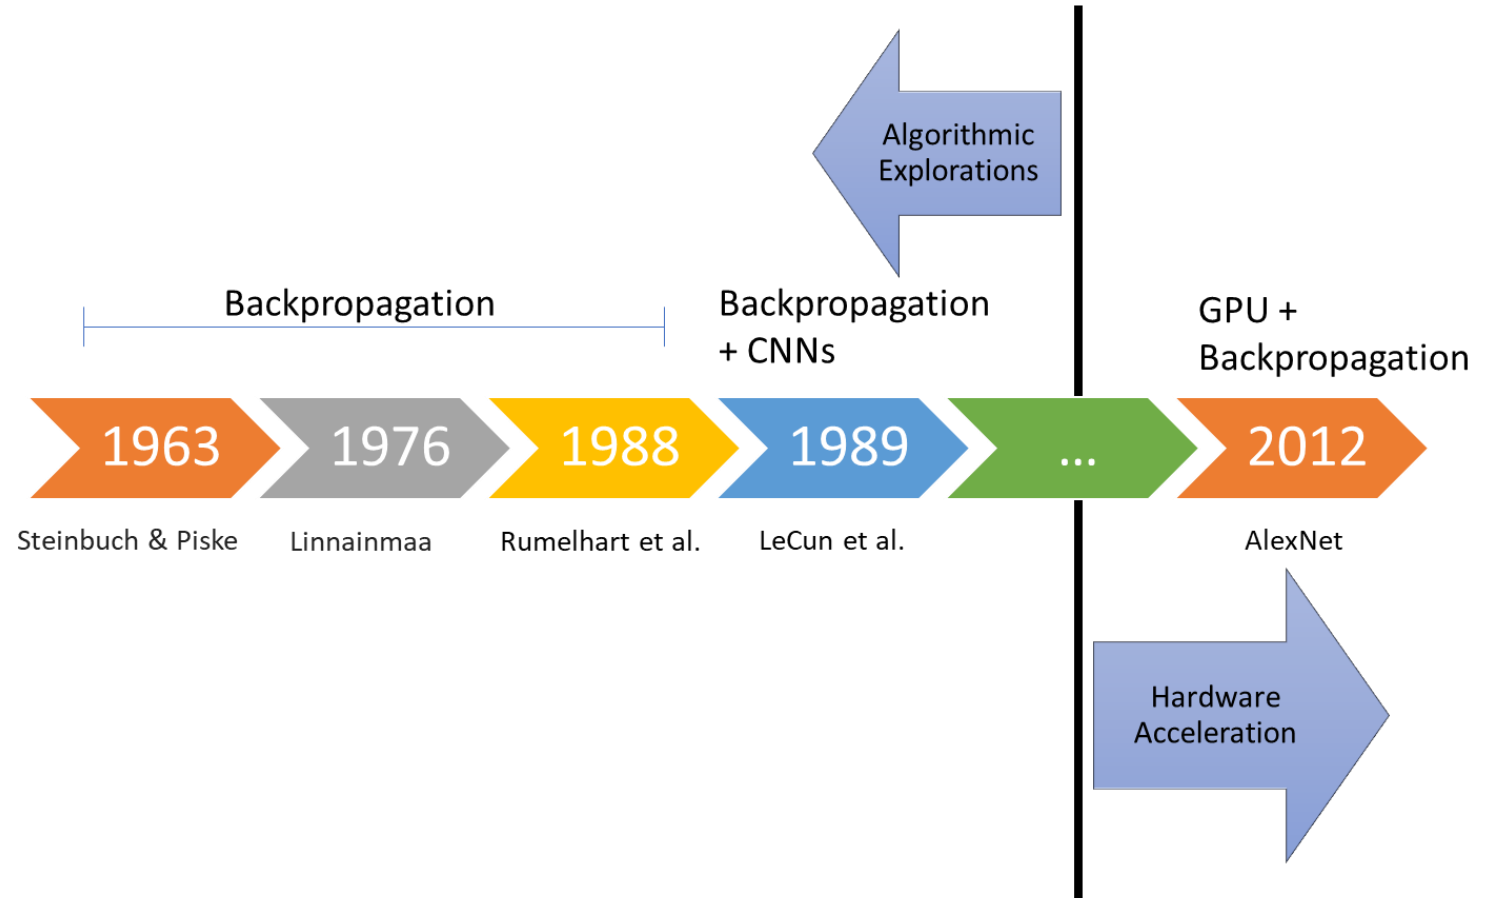 Algorithmic
Explorations
Backpropagation
Backpropagation
+ CNNs
GPU +
Backpropagation
1963
1976
1988
1989
...
2012
Steinbuch & Piske
Linnainmaa
Rumelhart et al.
LeCun et al.
AlexNet
Hardware
Acceleration